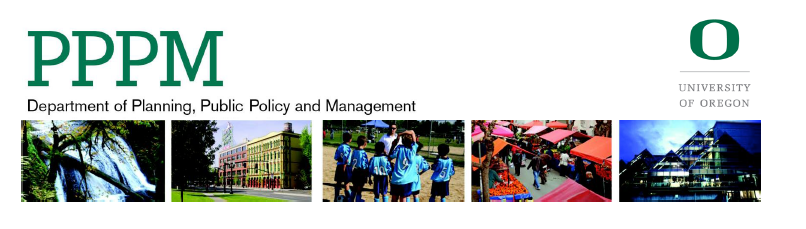 PPPM
Department of Planning, Public Policy and Management
O
UNIVERSITY
OF OREGON